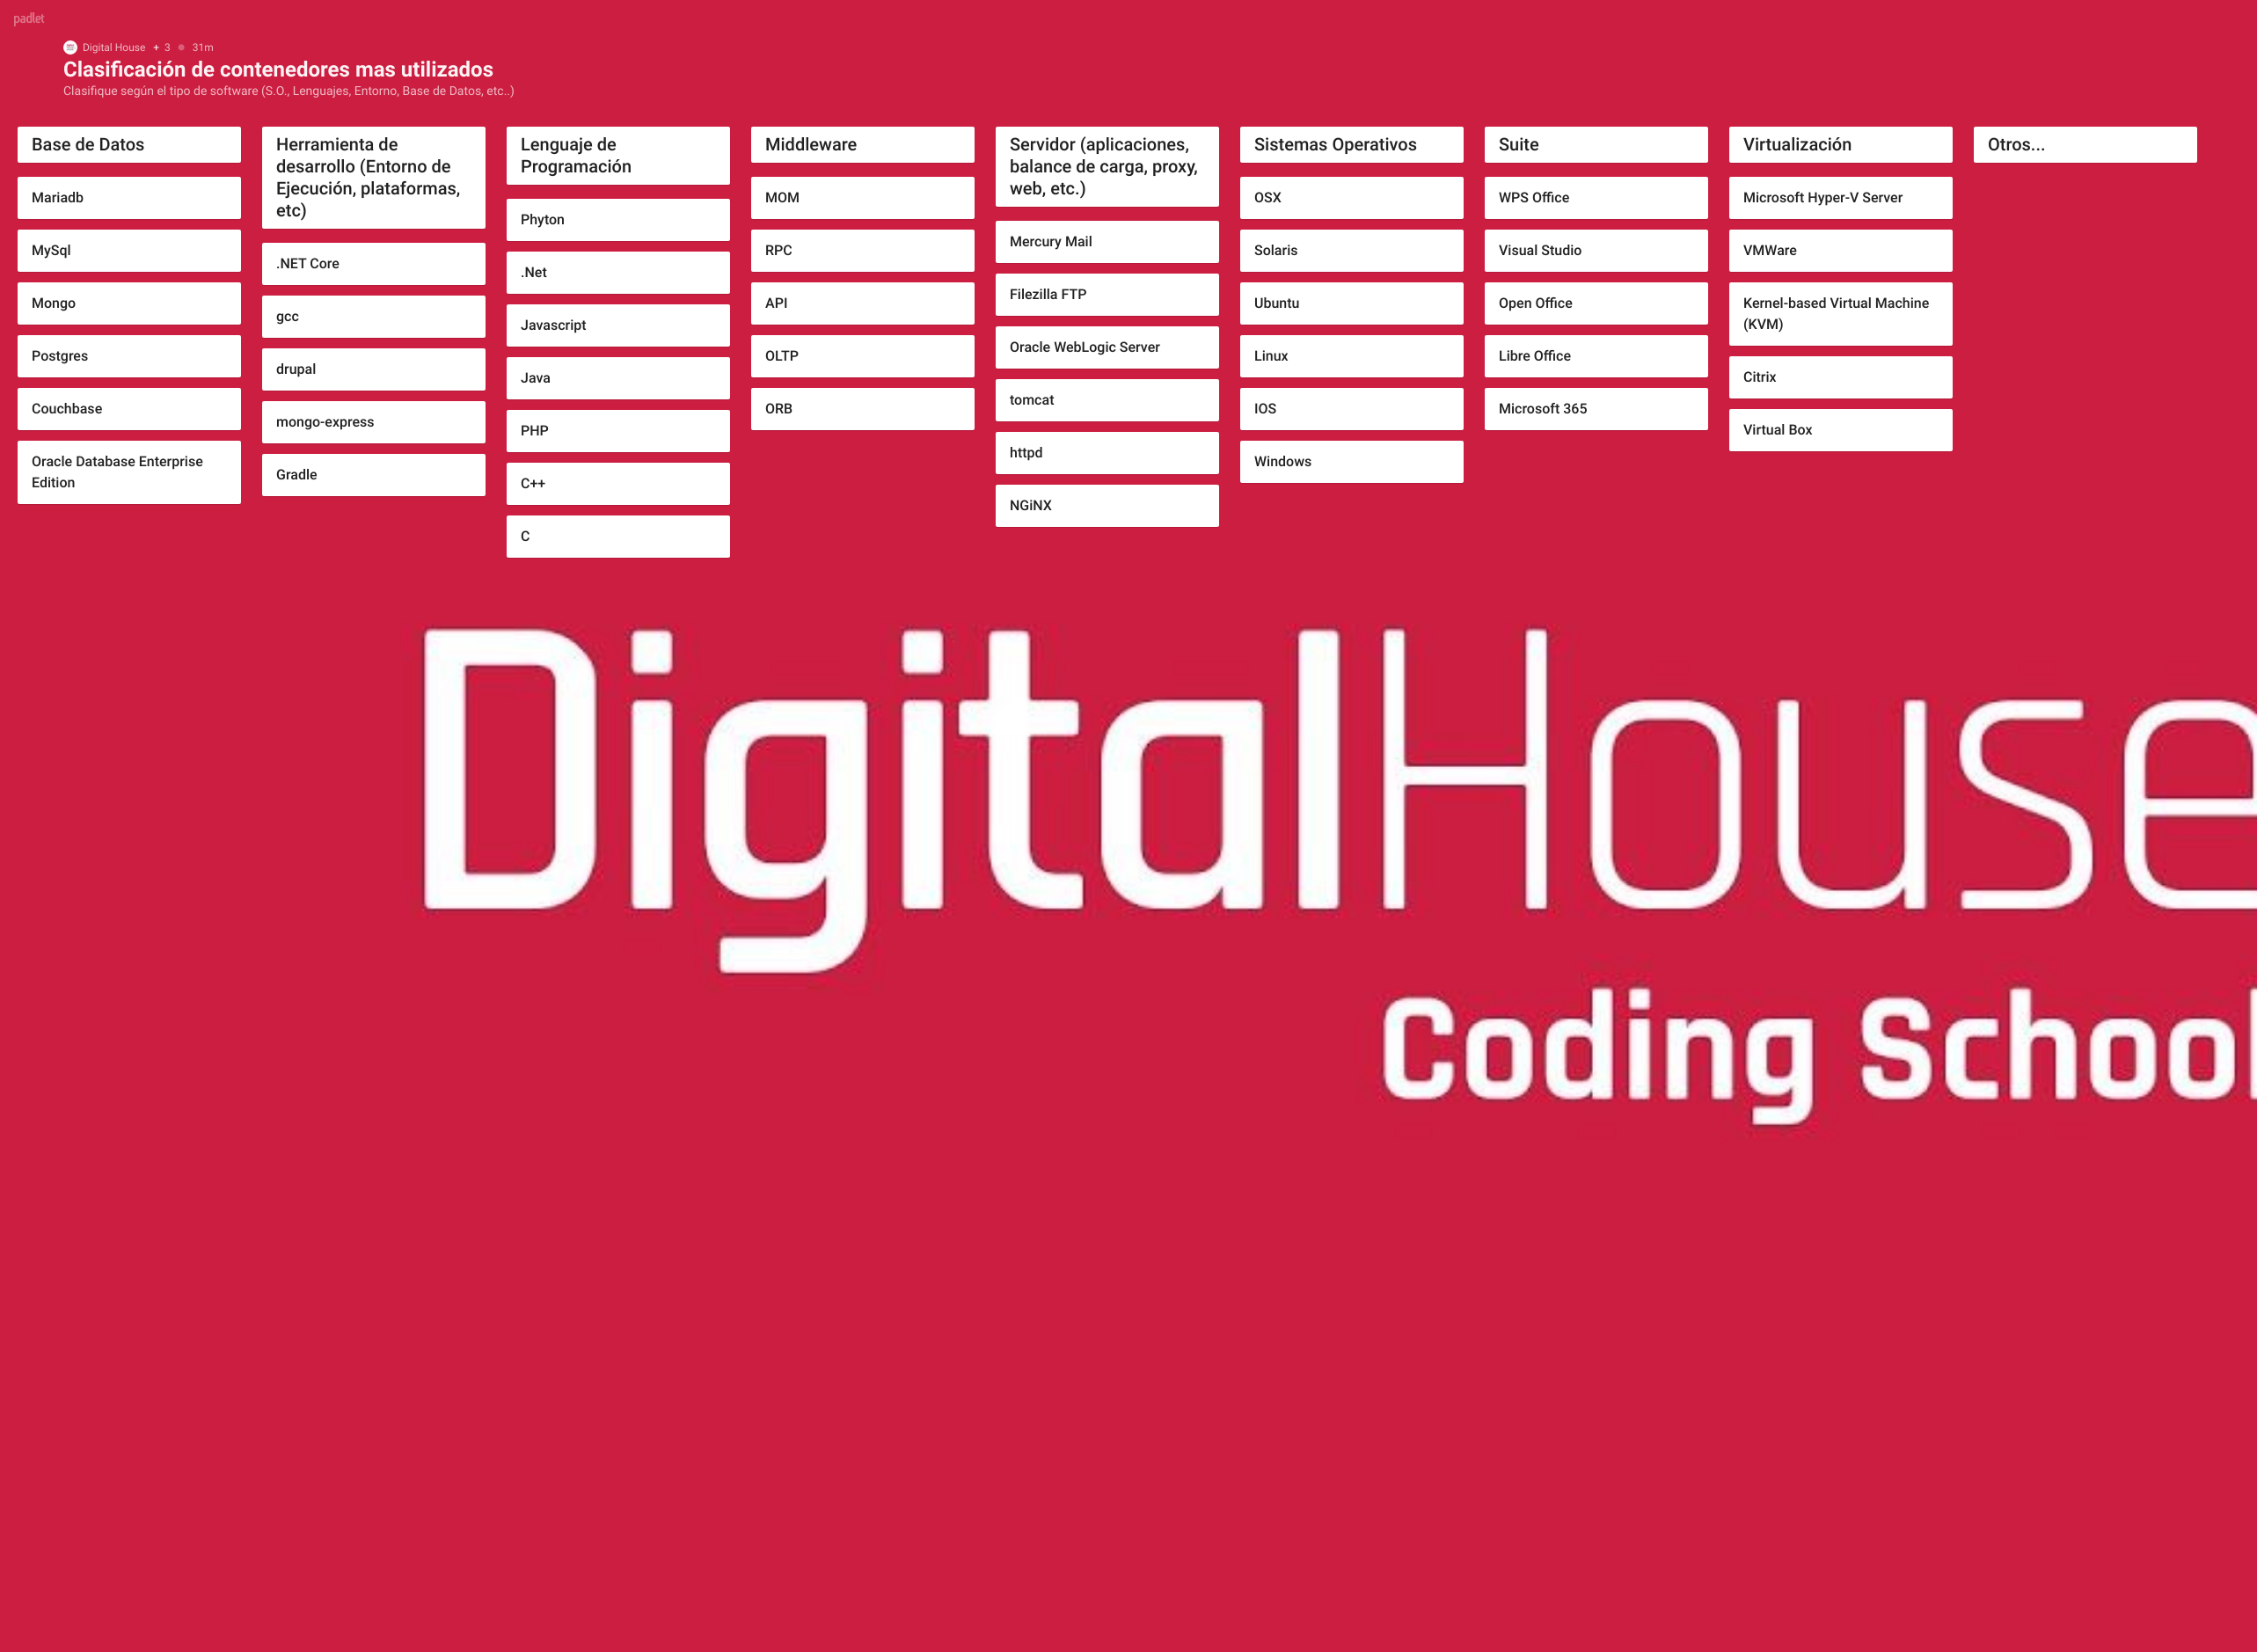 padlet
Digital House + 3 • 31m
Clasificación de contenedores mas utilizados
Clasifique según el tipo de software (S.O., Lenguajes, Entorno, Base de Datos, etc..)
Base de Datos
Mariadb
MySql
Mongo
Postgres
Couchbase
Oracle Database Enterprise
Edition
Herramienta de
desarrollo (Entorno de
Ejecución, plataformas,
etc)
.NET Core
gcc
drupal
mongo-express
Gradle
Lenguaje de
Programación
Phyton
.Net
Javascript
Java
PHP
C++
C
Middleware
MOM
RPC
API
OLTP
ORB
Servidor (aplicaciones,
balance de carga, proxy,
web, etc.)
Mercury Mail
Filezilla FTP
Oracle WebLogic Server
tomcat
httpd
NGiNX
Sistemas Operativos
OSX
Solaris
Ubuntu
Linux
IOS
Windows
Suite
WPS Office
Visual Studio
Open Office
Libre Office
Microsoft 365
Virtualización
Microsoft Hyper-V Server
VMWare
Kernel-based Virtual Machine
(KVM)
Citrix
Virtual Box
Otros...
DigitalHouse
Coding School